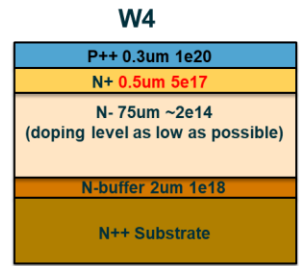 W4
P++ 0.3um 1e20
N+ 0.5um 5e17
N- 75um ~2e14
(doping level as low as possible)
N-buffer 2um 1e18
N++ Substrate